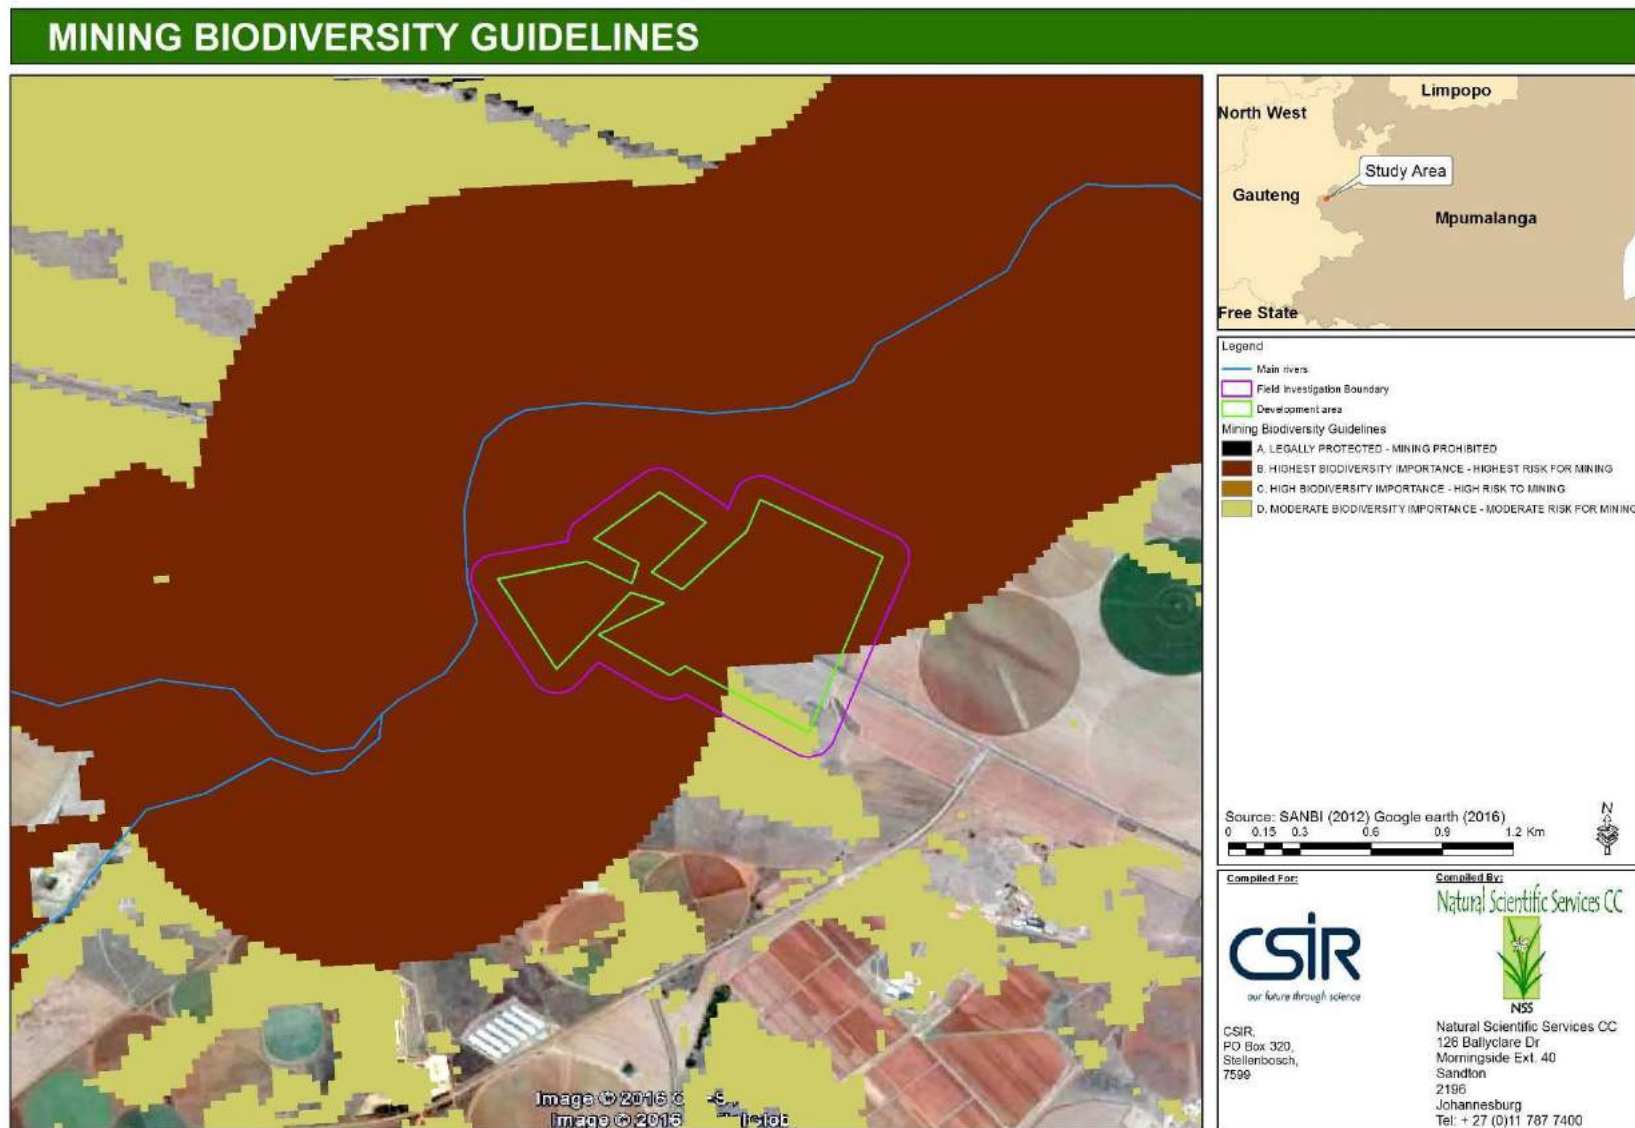 MINING BIODIVERSITY GUIDELINES
Limpopo
North West
Study Area
Gauteng
Mpumalanga
Free State
Legend
Main rivers
Field Investigation Boundary
Development area
Mining Biodiversity Guidelines
A. LEGALLY PROTECTED - MINING PROHIBITED
B. HIGHEST BIODIVERSITY IMPORTANCE - HIGHEST RISK FOR MINING
C. HIGH BIODIVERSITY IMPORTANCE - HIGH RISK TO MINING
D. MODERATE BIODIVERSITY IMPORTANCE - MODERATE RISK FOR MINING
Source: SANBI (2012) Google earth (2016)
N
0 0.15 0.3 0.6 0.9 1.2 Km
Compiled For:
CSIR
our future through science
CSIR,
PO Box 320,
Stellenbosch,
7599
Compiled By:
Natural Scientific Services CC
NSS
Natural Scientific Services CC
126 Ballyclare Dr
Morningside Ext. 40
Sandton
2196
Johannesburg
Tel: + 27 (0)11 787 7400
Image © 2016
Image © 2016